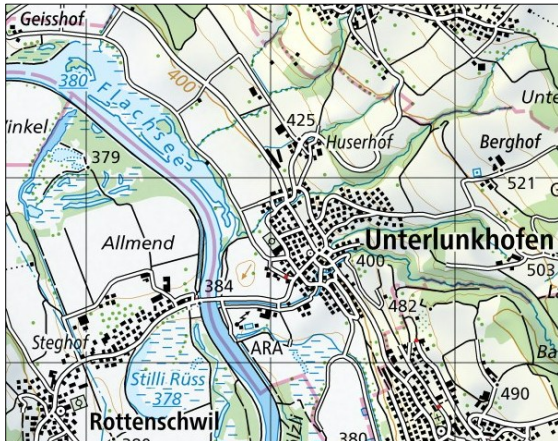 Geisshof
380
Flachsee
400
425
Huserhof
379
Berghof
521
Allmend
Unterlunkhofen
400
503
384
482
Steghof
ARA
Stilli Rüss
378
490
Rottenschwil
380
380